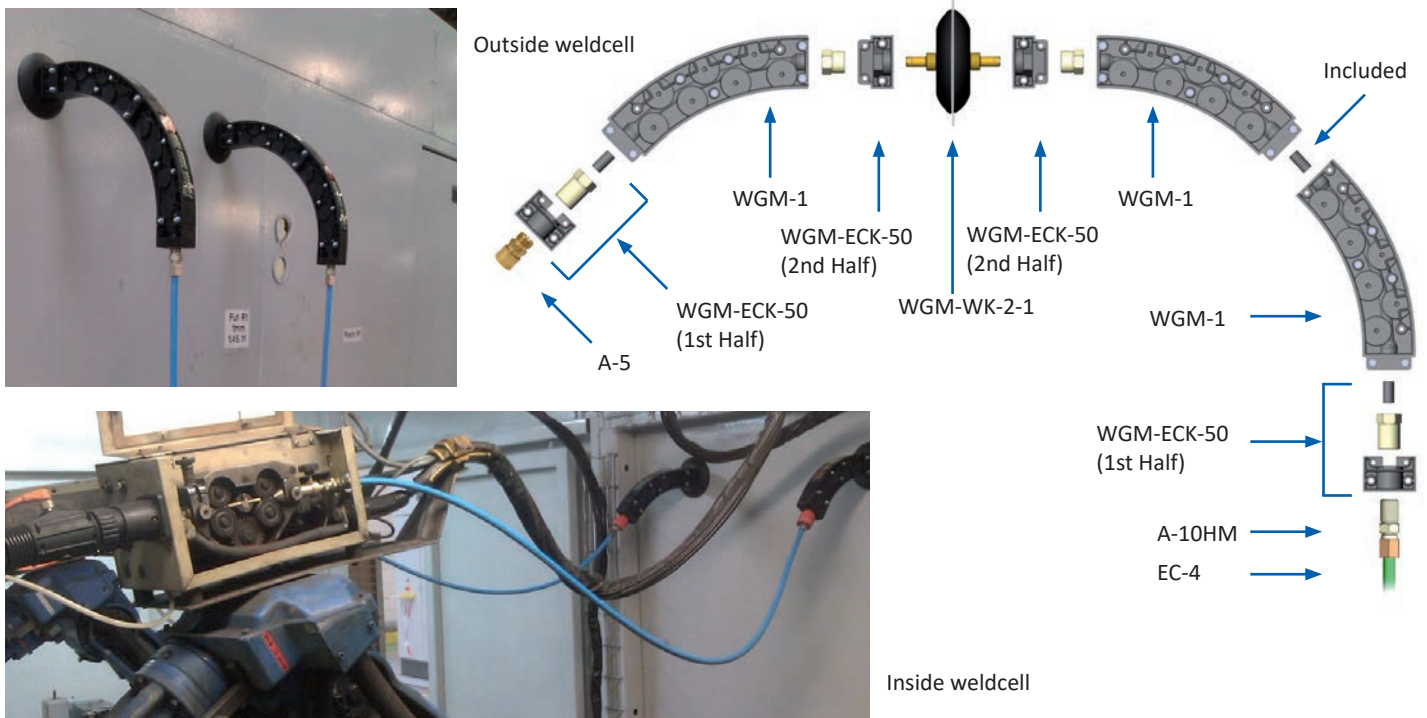 Outside weldcell
Included
WGM-1
WGM-1
WGM-ECK-50
(2nd Half)
WGM-ECK-50
(2nd Half)
WGM-WK-2-1
WGM-1
WGM-ECK-50
(1st Half)
A-5
WGM-ECK-50
(1st Half)
A-10HM
EC-4
Inside weldcell